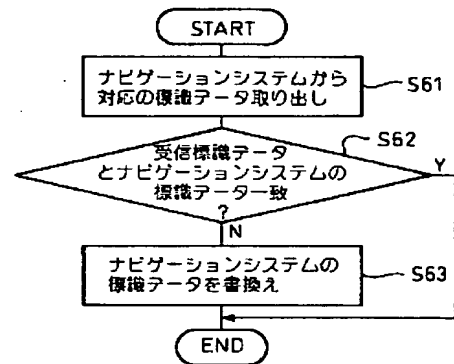 START
ナビゲーションシステムから
対応の標識データ取り出し
S61
S62
受信標識データ
とナビゲーションシステムの
標識データ一致
?
Y
N
ナビゲーションシステムの
標識データを書換え
S63
END